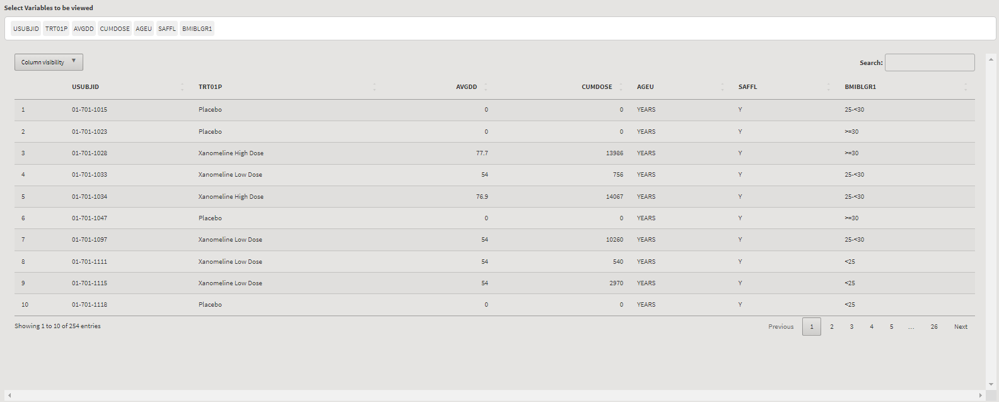 Select Variables to be viewed
USUBJID TRT01P AVGDD CUMDOSE AGEU SAFFL BMIBLGR1
Column visibility ▼ Search:
USUBJID TRT01P AVGDD CUMDOSE AGEU SAFFL BMIBLGR1
1 01-701-1015 Placebo 0 0 YEARS Y 25-<30
2 01-701-1023 Placebo 0 0 YEARS Y >=30
3 01-701-1028 Xanomeline High Dose 77.7 13986 YEARS Y >=30
4 01-701-1033 Xanomeline Low Dose 54 756 YEARS Y 25-<30
5 01-701-1034 Xanomeline High Dose 76.9 14067 YEARS Y 25-<30
6 01-701-1047 Placebo 0 0 YEARS Y >=30
7 01-701-1097 Xanomeline Low Dose 54 10260 YEARS Y 25-<30
8 01-701-1111 Xanomeline Low Dose 54 540 YEARS Y <25
9 01-701-1115 Xanomeline Low Dose 54 2970 YEARS Y <25
10 01-701-1118 Placebo 0 0 YEARS Y <25
Showing 1 to 10 of 254 entries Previous 1 2 3 4 5 … 26 Next